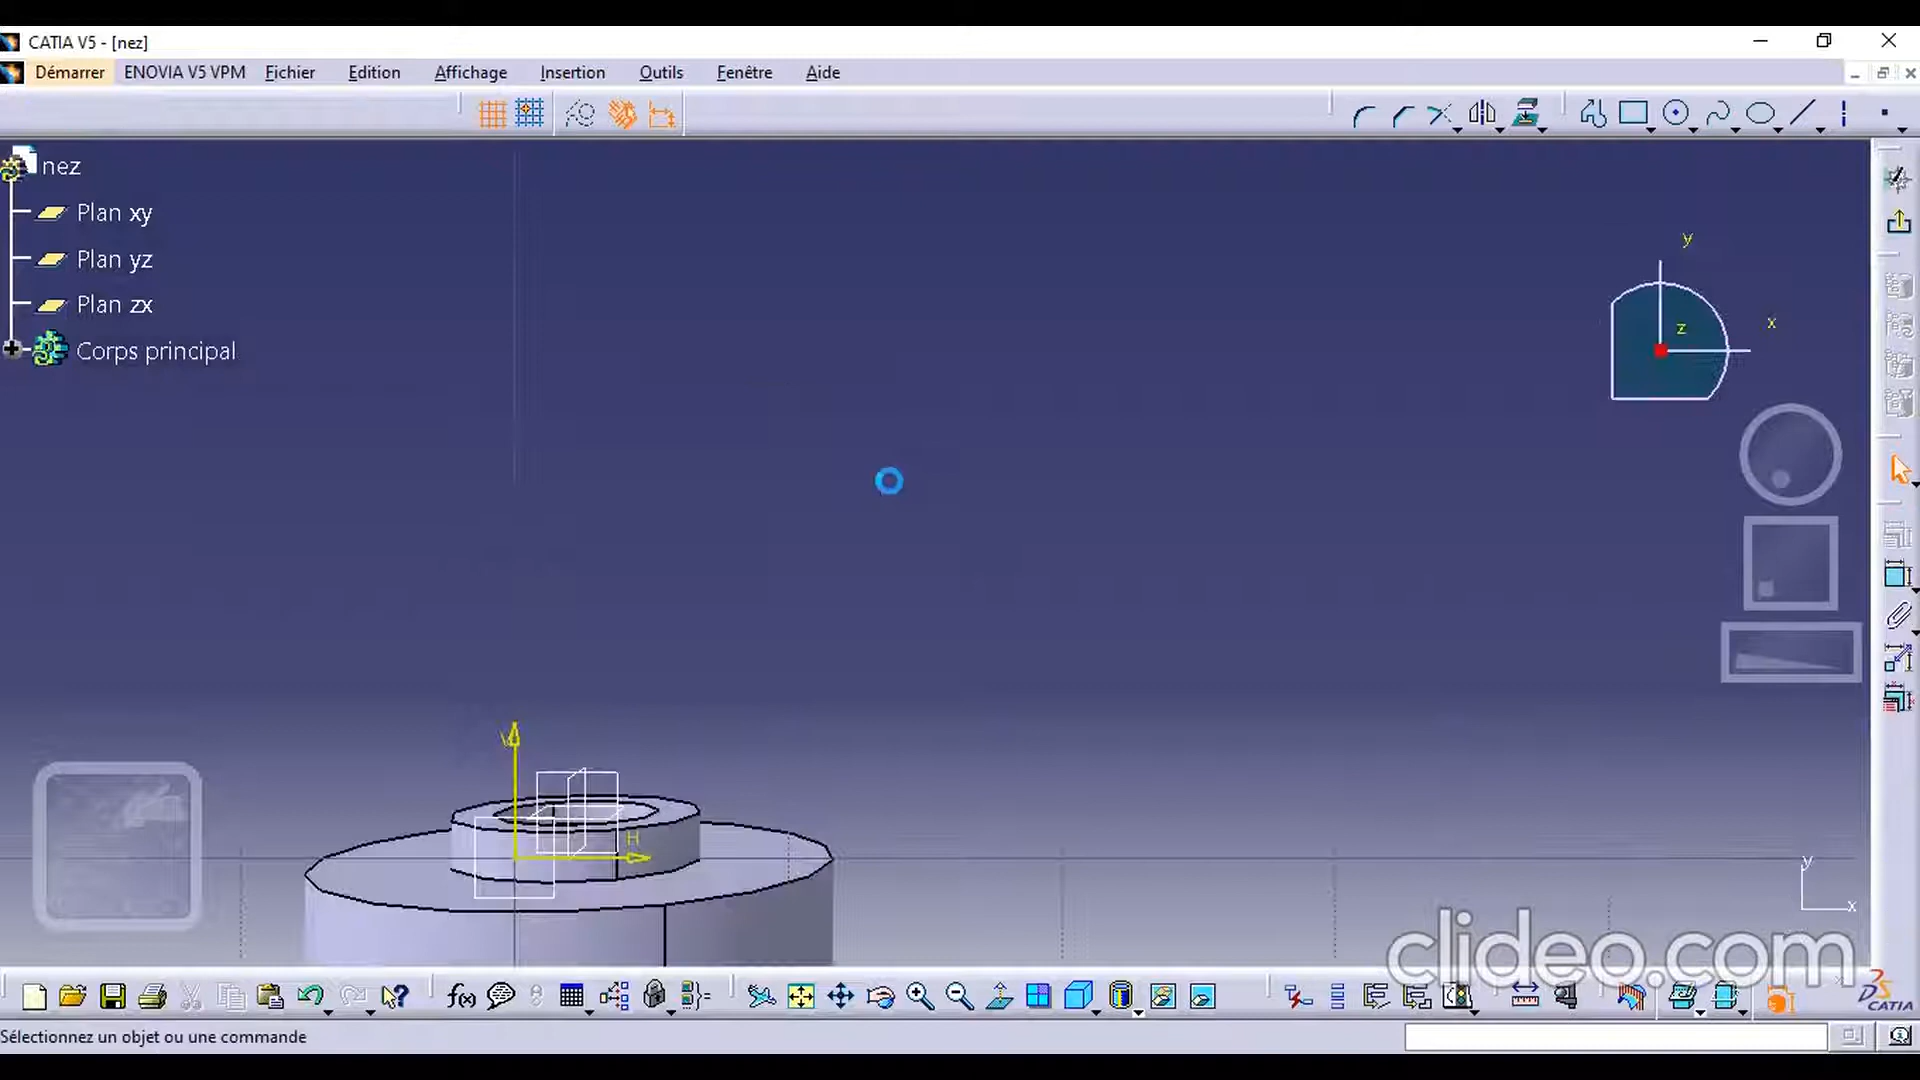 CATIA V5 - [nez]
Démarrer ENOVIA V5 VPM Fichier Edition Affichage Insertion Outils Fenêtre Aide
nez
Plan xy
Plan yz
Plan zx
Corps principal
y
x
z
V
H
y
x
clideo.com
f(x)
CATIA
Sélectionnez un objet ou une commande